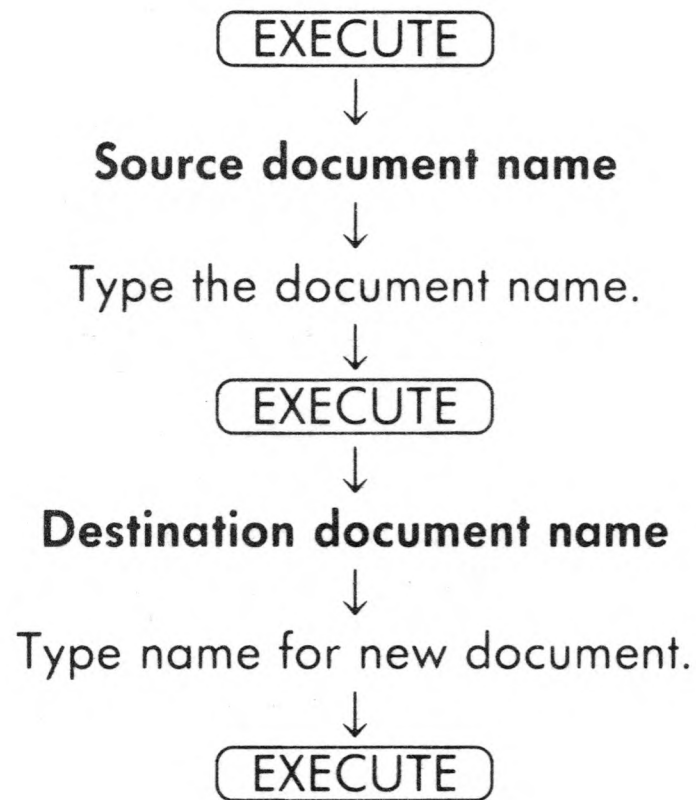 EXECUTE
Source document name
Type the document name.
EXECUTE
Destination document name
Type name for new document.
EXECUTE